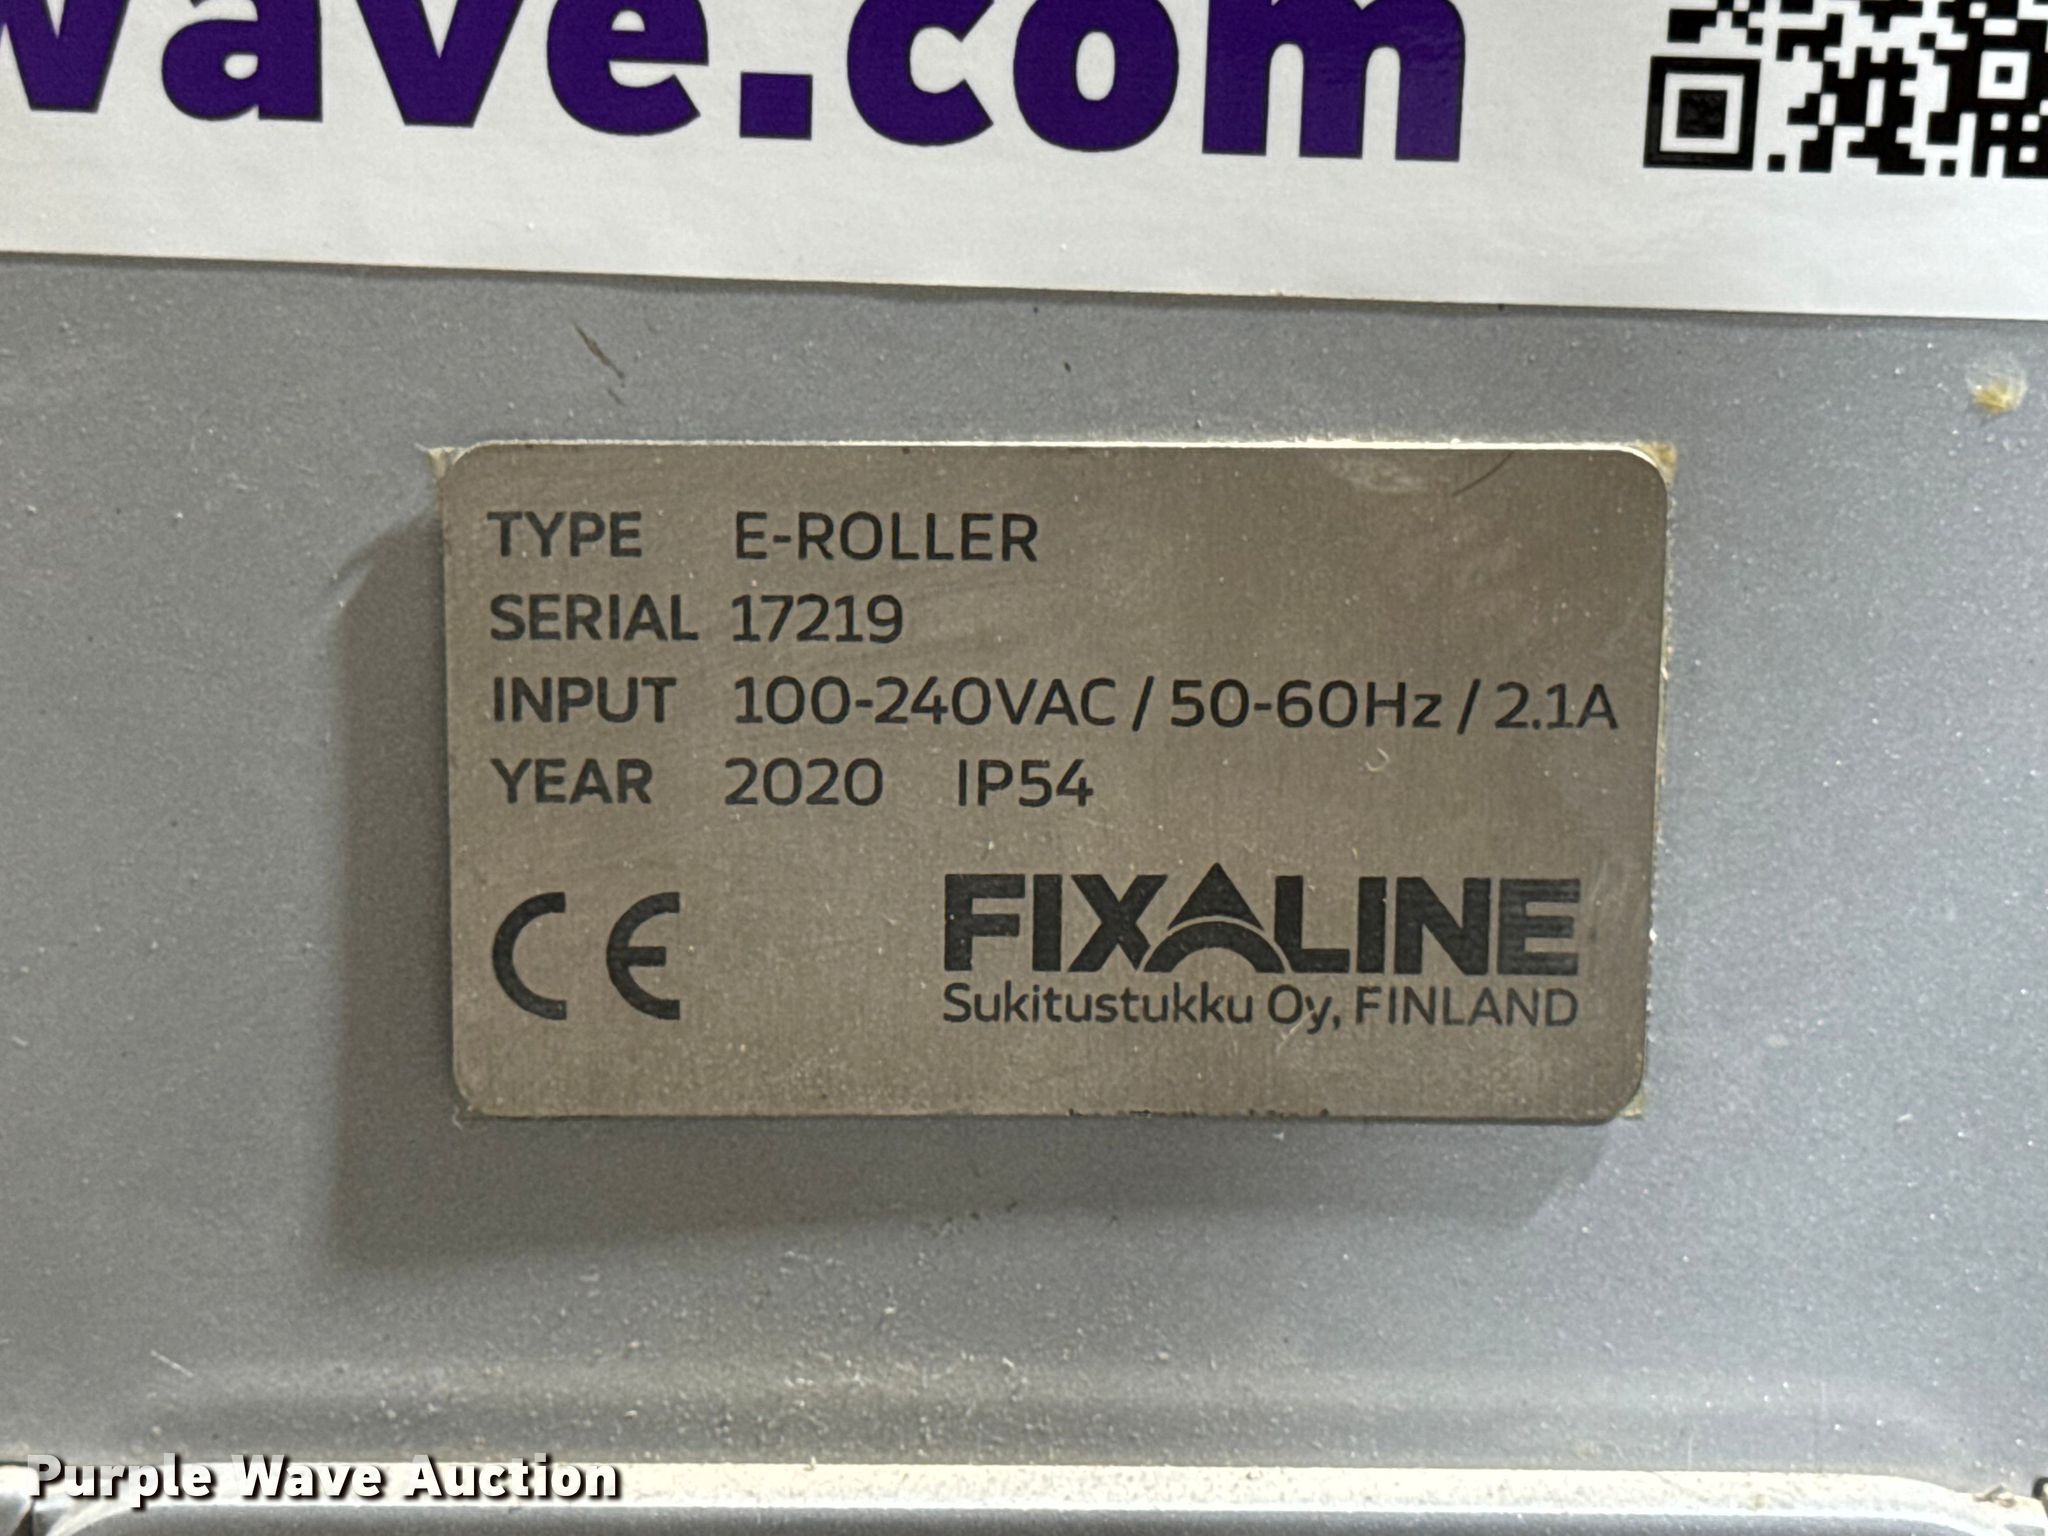 wave.com
TYPE E-ROLLER
SERIAL 17219
INPUT 100-240VAC / 50-60Hz / 2.1A
YEAR 2020 IP54
CE
FIXALINE
Sukitustukku Oy, FINLAND
Purple Wave Auction